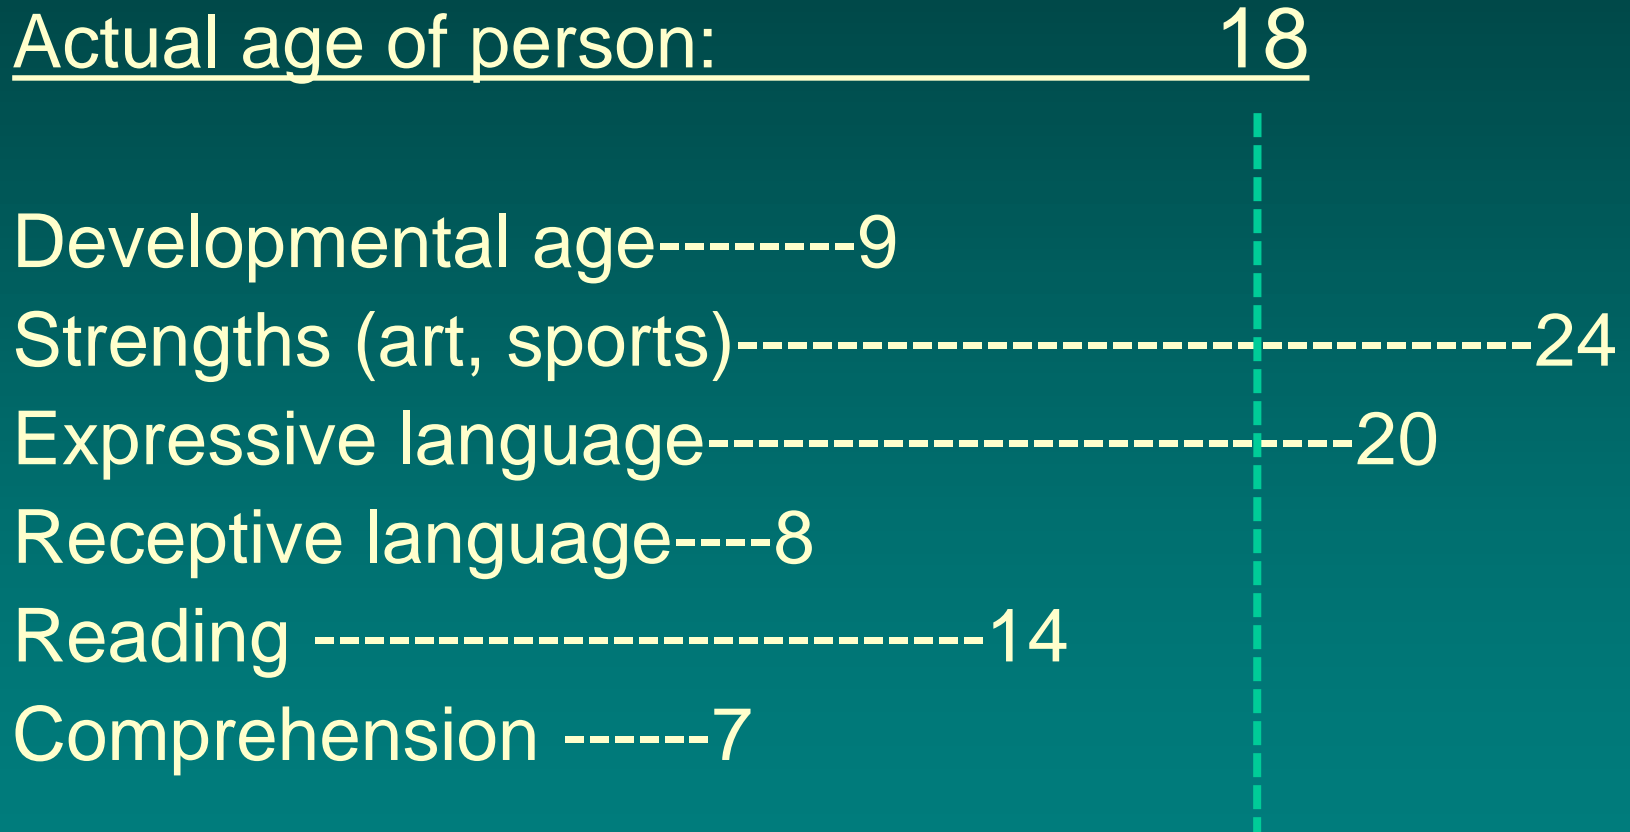 Actual age of person: 18
Developmental age--------9
Strengths (art, sports)---------------------------------24
Expressive language--------------------------20
Receptive language----8
Reading ---------------------------14
Comprehension ------7